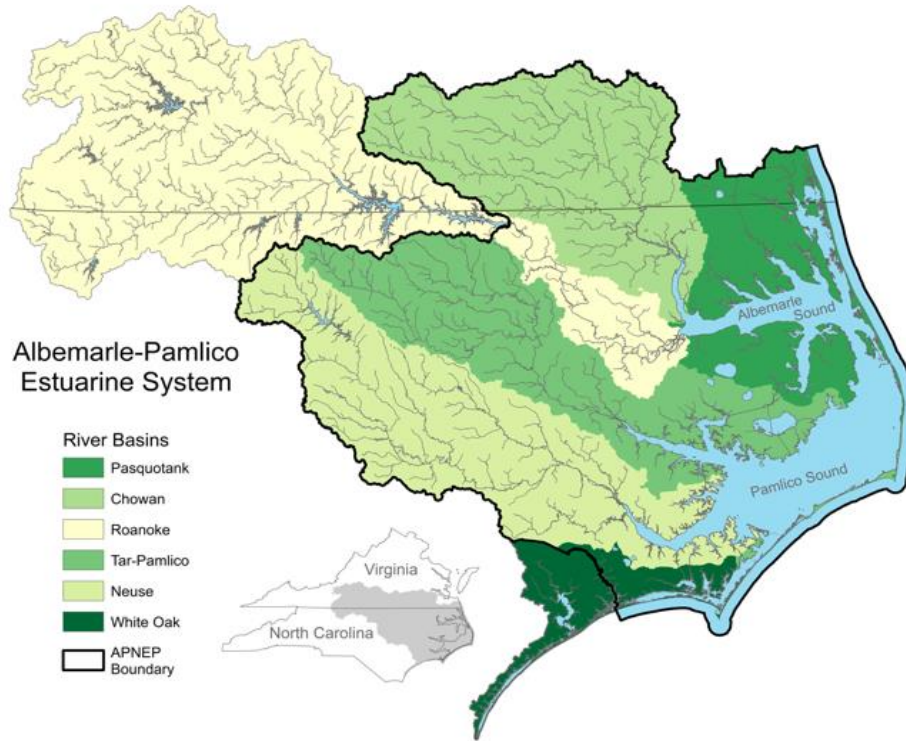 Albemarle
Sound
Pamlico Sound
Albemarle-Pamlico
Estuarine System
River Basins
Pasquotank
Chowan
Roanoke
Tar-Pamlico
Neuse
White Oak
APNEP
Boundary
Virginia
North Carolina